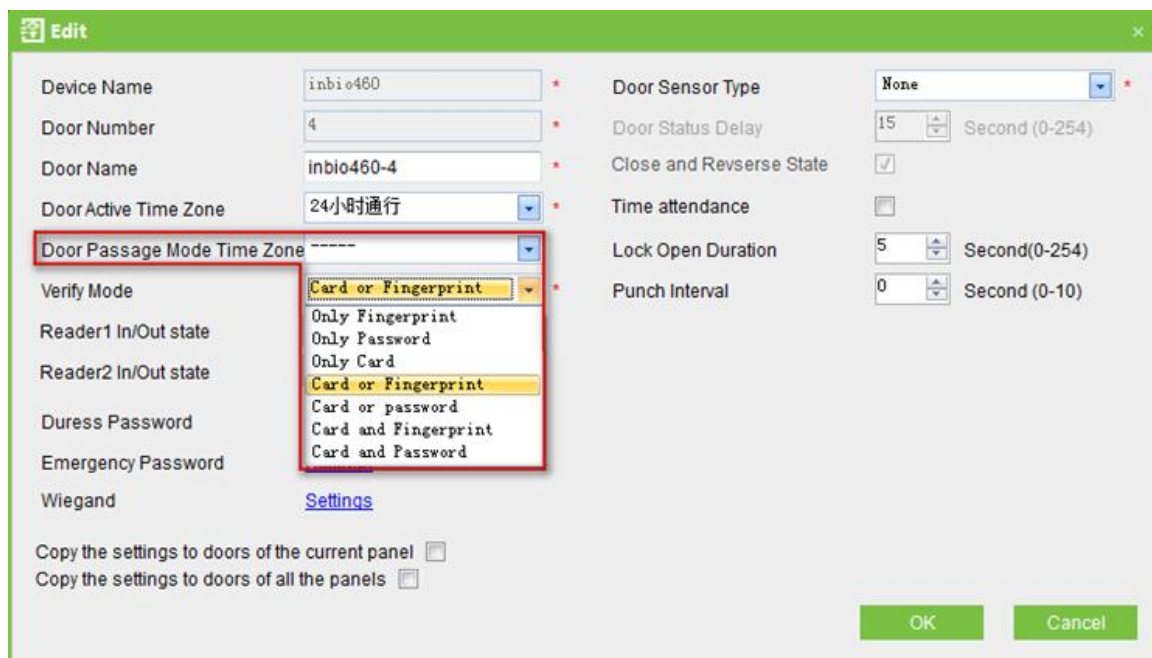 Edit
Device Name inbio460 *
Door Number 4 *
Door Name inbio460-4 *
Door Active Time Zone 24小时通行 *
Door Passage Mode Time Zone -----
Verify Mode Card or Fingerprint *
Only Fingerprint
Only Password
Reader1 In/Out state
Only Card
Card or Fingerprint
Reader2 In/Out state
Card or password
Card and Fingerprint
Duress Password
Card and Password
Emergency Password
Wiegand Settings
Copy the settings to doors of the current panel
Copy the settings to doors of all the panels
Door Sensor Type None *
Door Status Delay 15 Second (0-254)
Close and Revserse State
Time attendance
Lock Open Duration 5 Second(0-254)
Punch Interval 0 Second (0-10)
OK Cancel